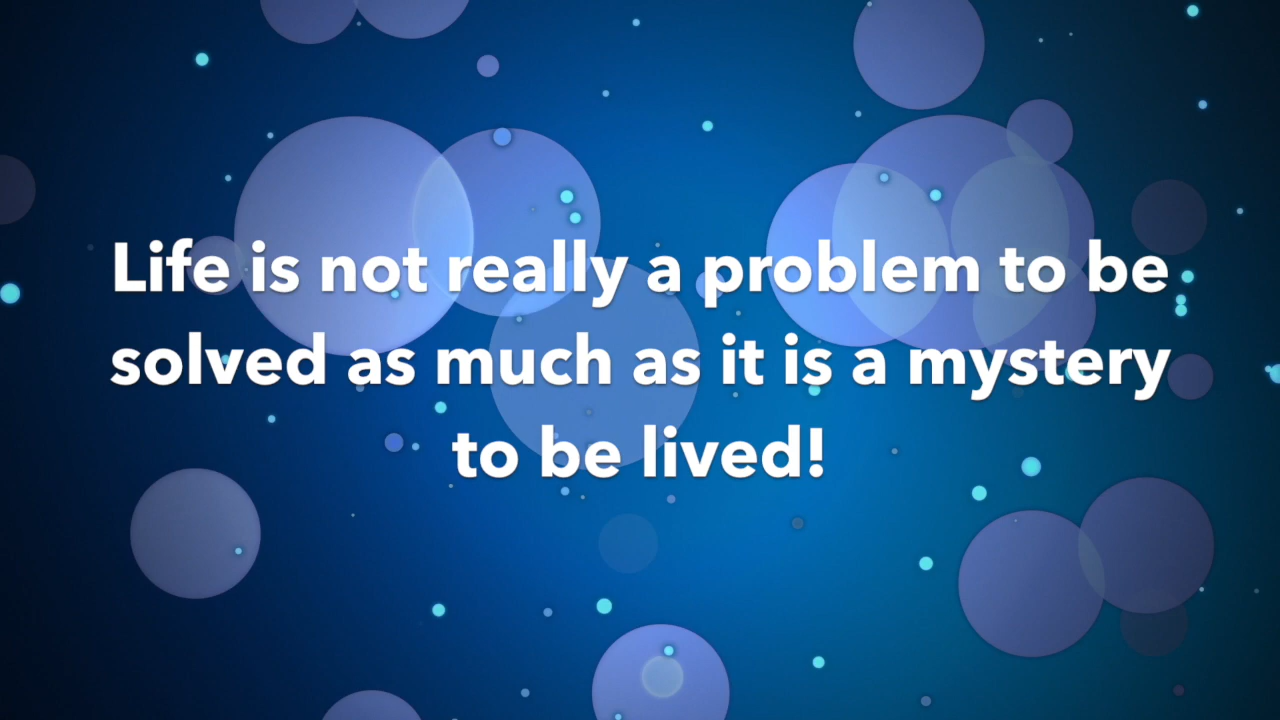 Life is not really a problem to be
solved as much as it is a mystery
to be lived!